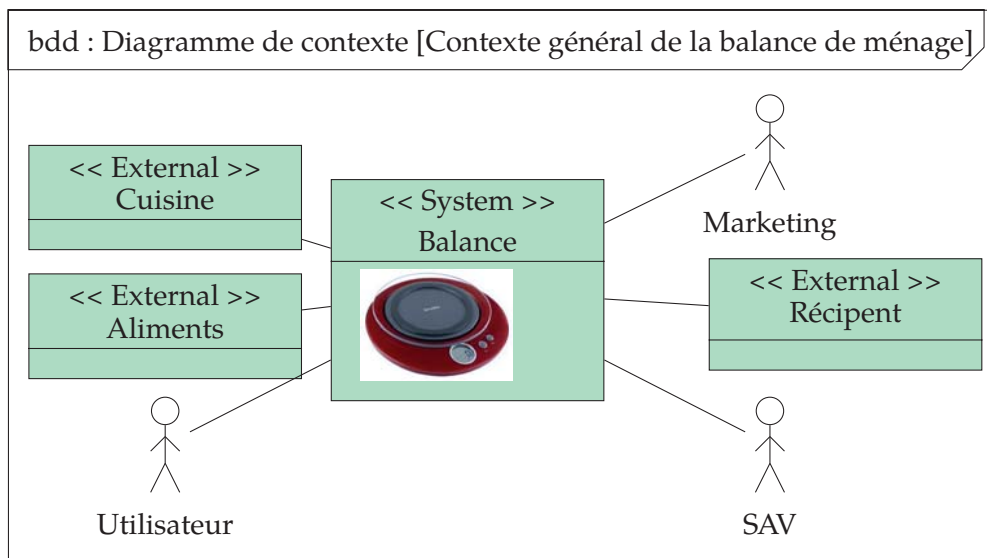 bdd : Diagramme de contexte [Contexte général de la balance de ménage]
<< External >>
Cuisine
<< System >>
Balance
Marketing
<< External >>
Aliments
<< External >>
Récipent
Utilisateur
SAV